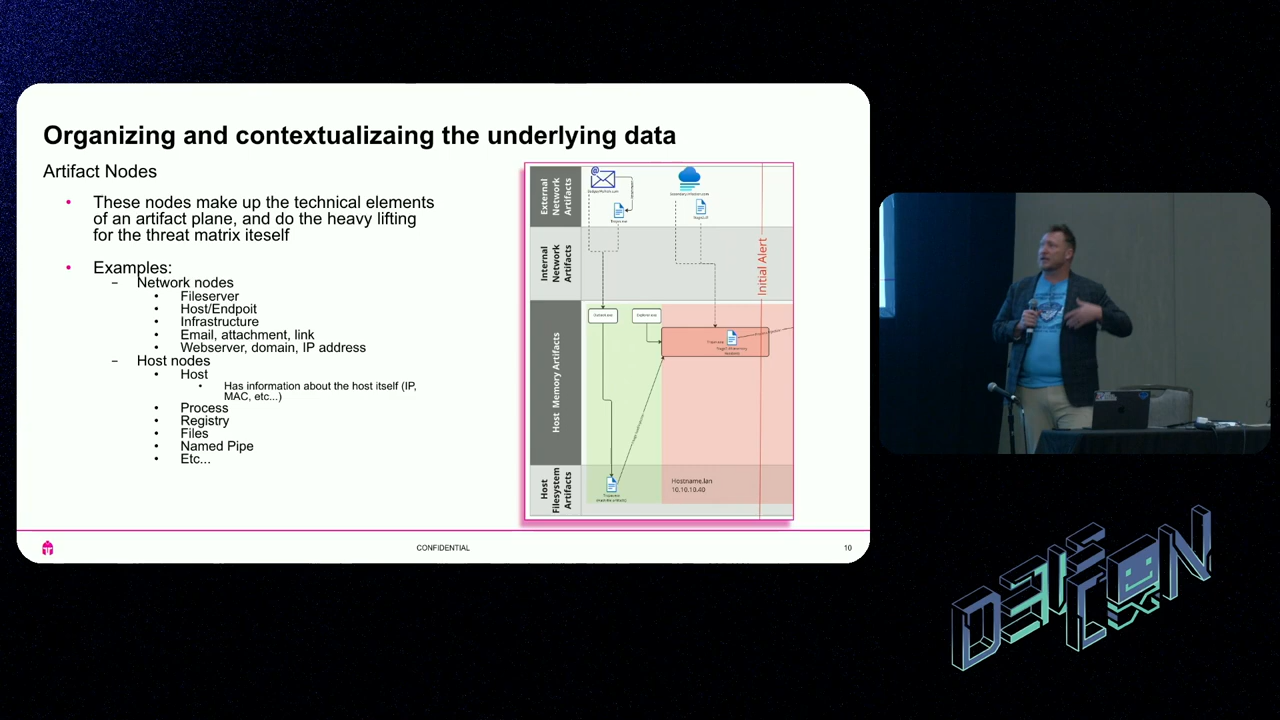 Organizing and contextualizaing the underlying data
Artifact Nodes
• These nodes make up the technical elements
of an artifact plane, and do the heavy lifting
for the threat matrix iteself
• Examples:
– Network nodes
• Fileserver
• Host/Endpoit
• Infrastructure
• Email, attachment, link
• Webserver, domain, IP address
– Host nodes
• Host
• Has information about the host itself (IP,
MAC, etc...)
• Process
• Registry
• Files
• Named Pipe
• Etc...
External
Network
Artifacts
Internal
Network
Artifacts
Host Memory Artifacts
Host
Filesystem
Artifacts
Initial Alert
Hostname.lan
10.10.10.40
CONFIDENTIAL
10
DEF
CON